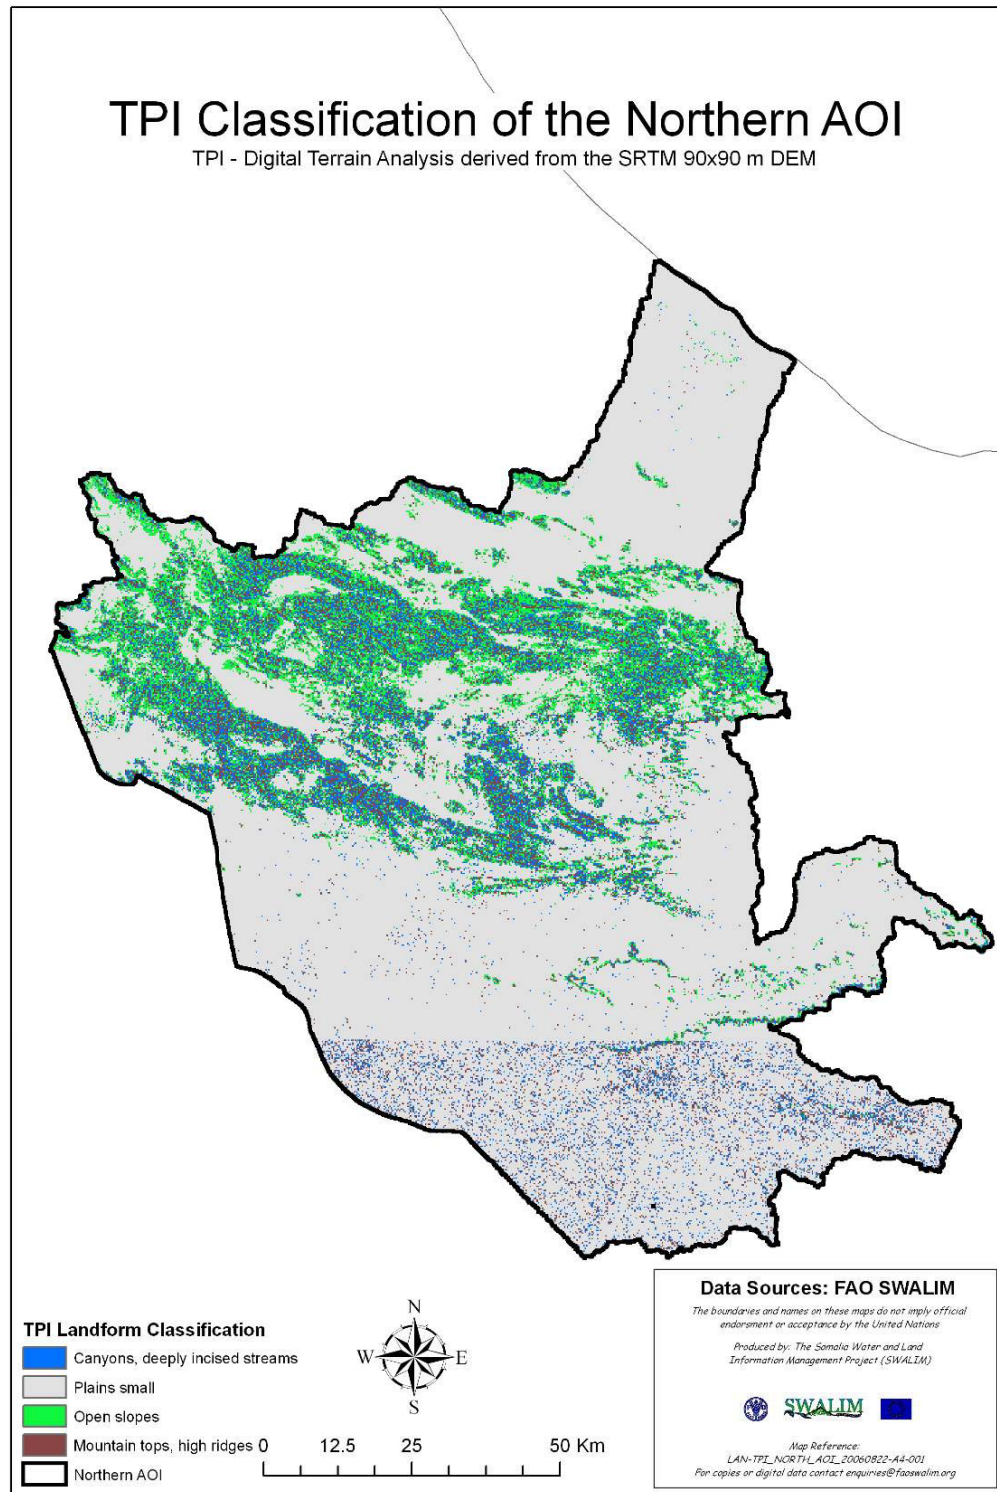 TPI Classification of the Northern AOI
TPI - Digital Terrain Analysis derived from the SRTM 90x90 m DEM
TPI Landform Classification
Canyons, deeply incised streams
Plains small
Open slopes
Mountain tops, high ridges
Northern AOI
N
W E
S
0 12.5 25 50 Km
Data Sources: FAO SWALIM
The boundaries and names on these maps do not imply official
endorsment or acceptance by the United Nations
Produced by: The Somalia Water and Land
Information Management Project (SWALIM)
SWALIM
Map Reference:
LAN-TPI_NORTH_AOI_20060822-A4-001
For copies or digital data contact enquiries@faoswalim.org